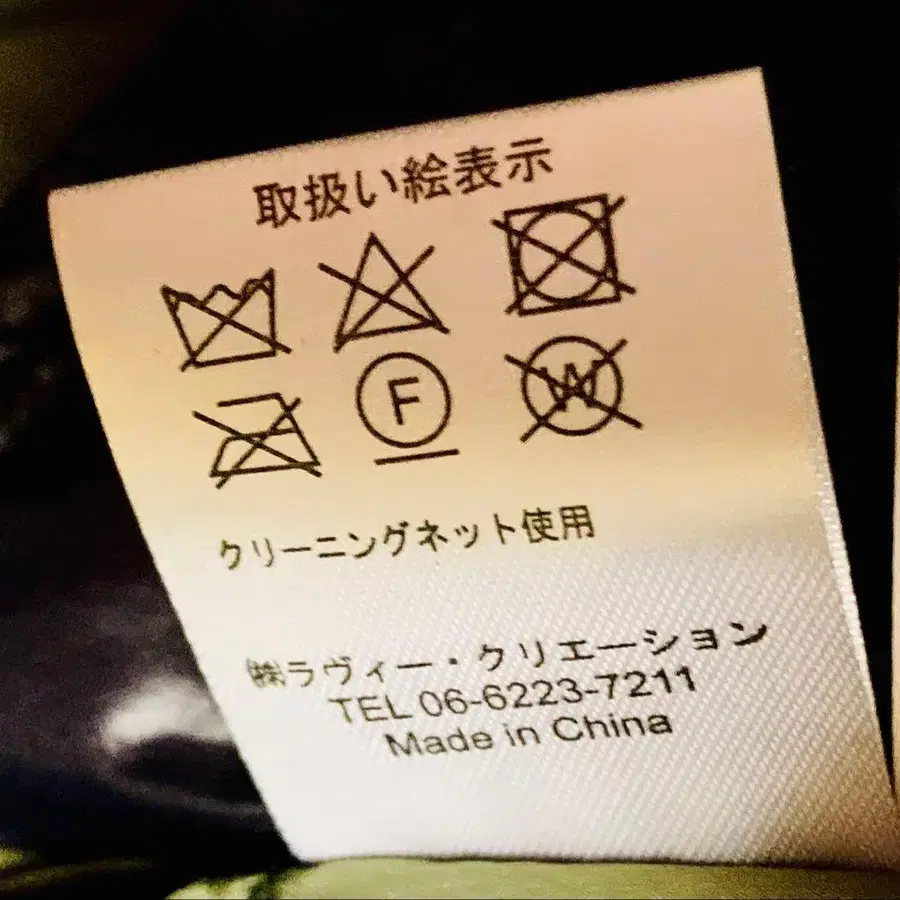 取扱い絵表示
F W
クリーニングネット使用
㈱ラヴィー・クリエーション
TEL 06-6223-7211
Made in China